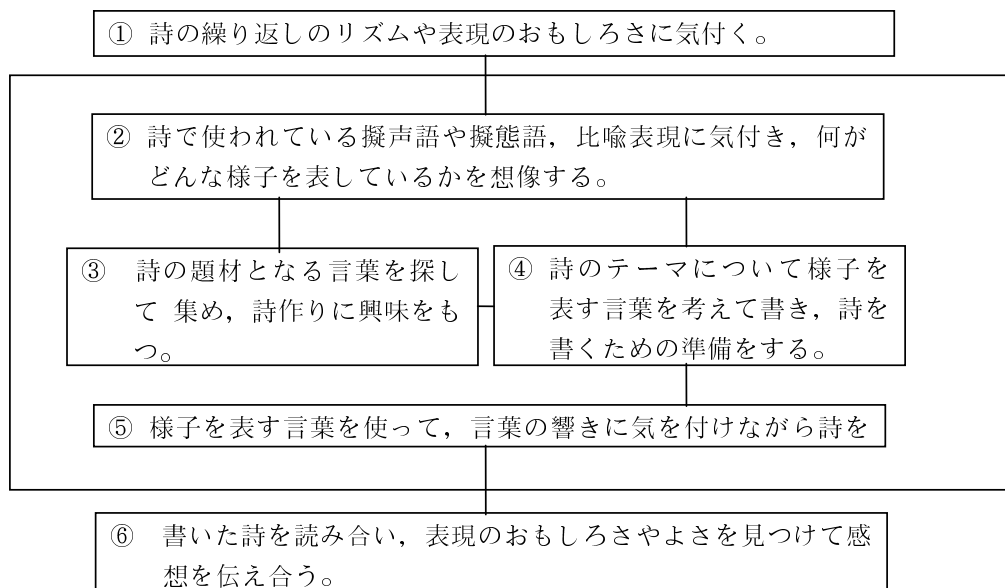 ① 詩の繰り返しのリズムや表現のおもしろさに気付く。
② 詩で使われている擬声語や擬態語，比喩表現に気付き，何が
どんな様子を表しているかを想像する。
③ 詩の題材となる言葉を探し
て 集め，詩作りに興味をも
つ。
④ 詩のテーマについて様子を
表す言葉を考えて書き，詩を
書くための準備をする。
⑤ 様子を表す言葉を使って，言葉の響きに気を付けながら詩を
⑥ 書いた詩を読み合い，表現のおもしろさやよさを見つけて感
想を伝え合う。